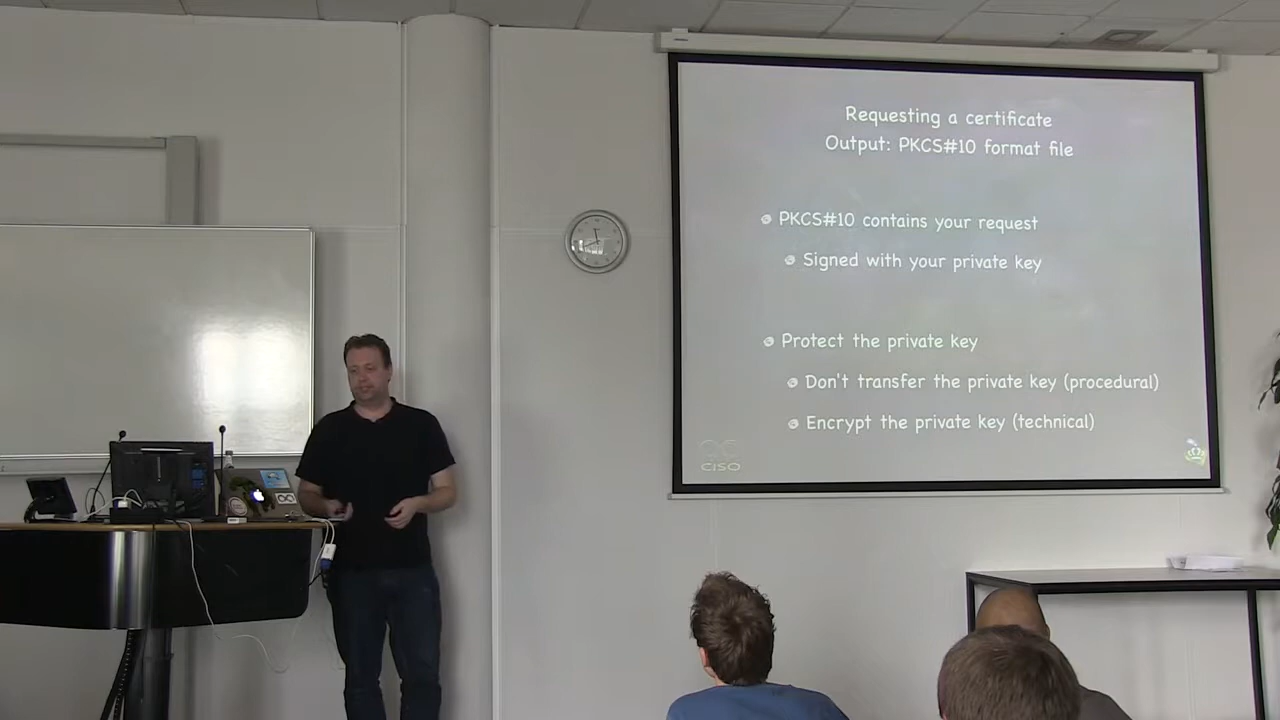 Requesting a certificate
Output: PKCS#10 format file
PKCS#10 contains your request
Signed with your private key
Protect the private key
Don't transfer the private key (procedural)
Encrypt the private key (technical)
CISO